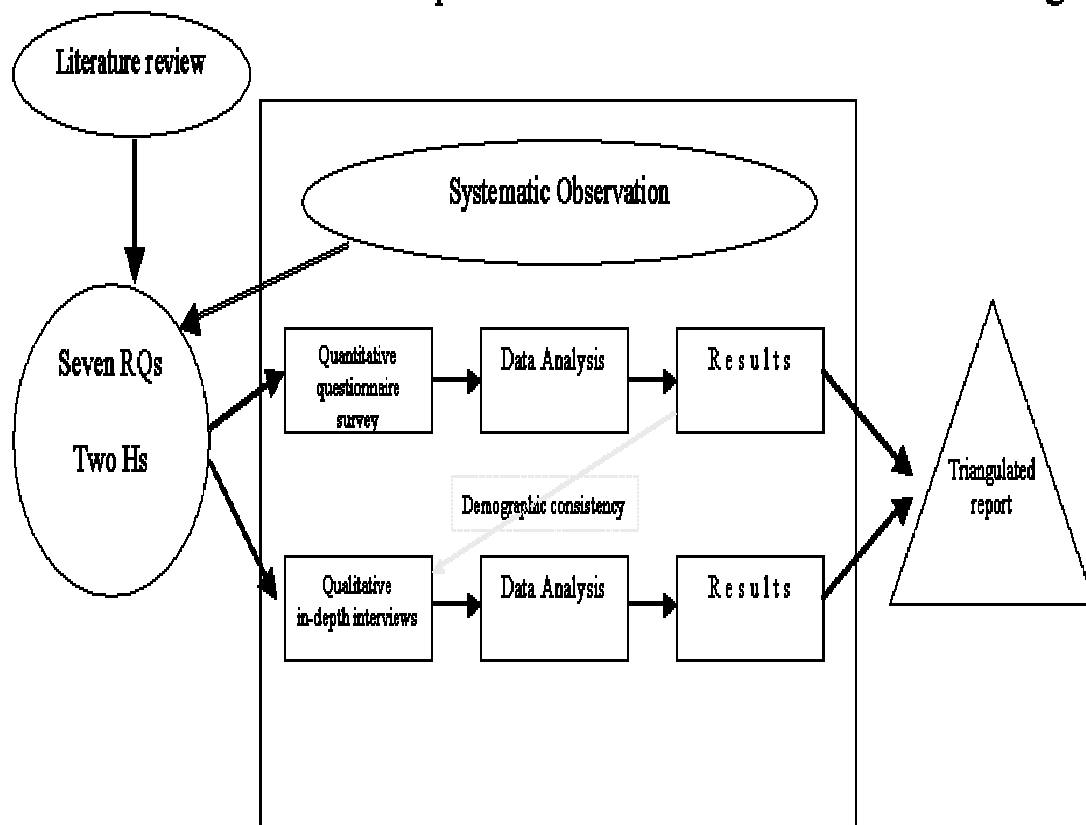 Literature review
Systematic Observation
Seven RQs
Two Hs
Quantitative
questionnaire
survey
Data Analysis
Results
Demographic consistency
Qualitative
in-depth interviews
Data Analysis
Results
Triangulated
report